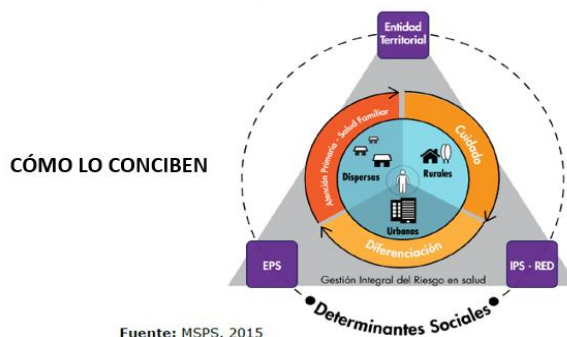 Entidad
Territorial
CÓMO LO CONCIBEN
Atención Primaria - Salud Familiar
Cuidado
Dispersas
Rurales
Urbanas
Diferenciación
EPS
Gestión Integral del Riesgo en salud
IPS - RED
Determinantes Sociales
Fuente: MSPS, 2015